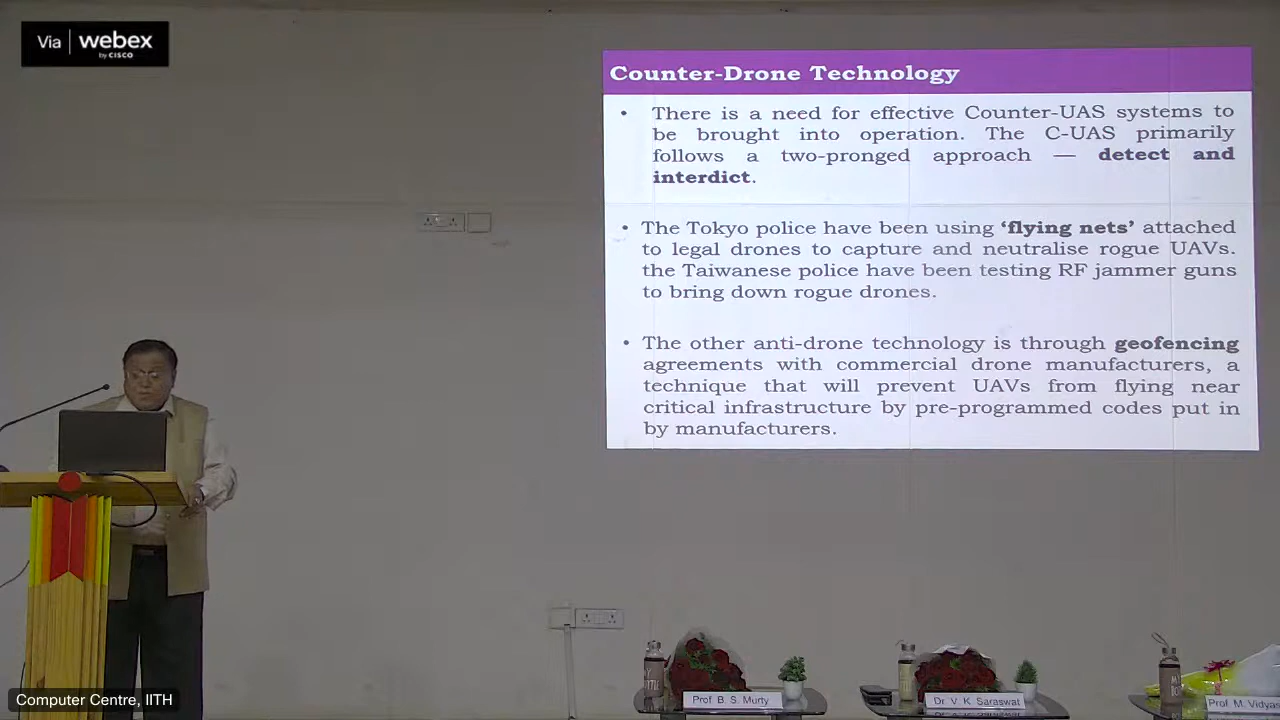 Via webex
by CISCO
Counter-Drone Technology
• There is a need for effective Counter-UAS systems to
be brought into operation. The C-UAS primarily
follows a two-pronged approach — detect and
interdict.
• The Tokyo police have been using ‘flying nets’ attached
to legal drones to capture and neutralise rogue UAVs.
the Taiwanese police have been testing RF jammer guns
to bring down rogue drones.
• The other anti-drone technology is through geofencing
agreements with commercial drone manufacturers, a
technique that will prevent UAVs from flying near
critical infrastructure by pre-programmed codes put in
by manufacturers.
Prof B. S. Murty
Dr. V. K. Saraswat
Prof M. Vidyas
Computer Centre, IITH